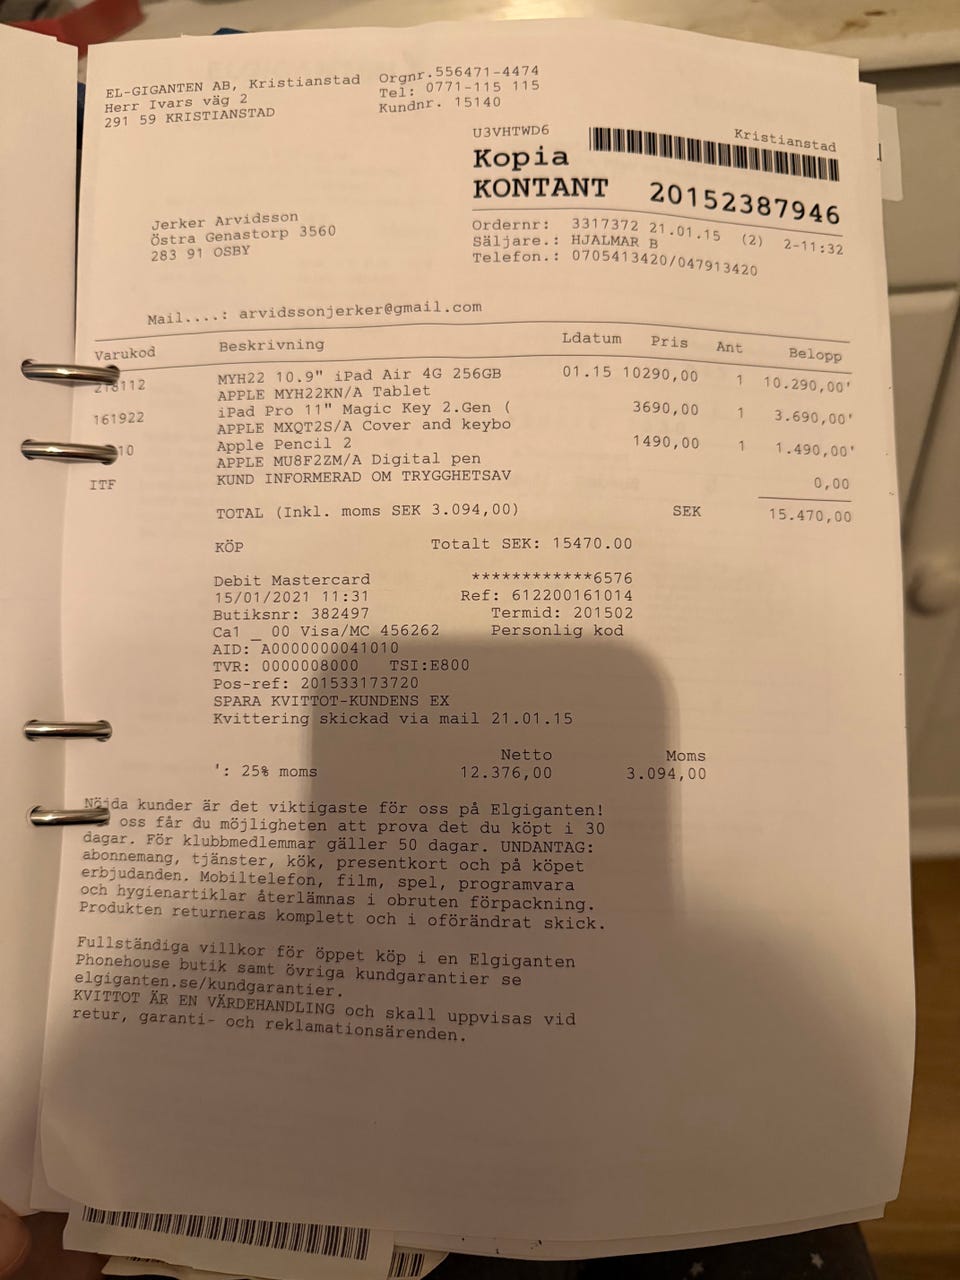 EL-GIGANTEN AB, Kristianstad
Herr Ivars väg 2
291 59 KRISTIANSTAD
Orgnr.556471-4474
Tel: 0771-115 115
Kundnr. 15140
U3VHTWD6
Kristianstad
Kopia
KONTANT 20152387946
Jerker Arvidsson
Östra Genastorp 3560
283 91 OSBY
Ordernr: 3317372 21.01.15 (2) 2-11:32
Säljare.: HJALMAR B
Telefon.: 0705413420/047913420
Mail....: arvidssonjerker@gmail.com
Varukod Beskrivning Ldatum Pris Ant Belopp
218112 MYH22 10.9" iPad Air 4G 256GB 01.15 10290,00 1 10.290,00'
APPLE MYH22KN/A Tablet
161922 iPad Pro 11" Magic Key 2.Gen ( 3690,00 1 3.690,00'
APPLE MXQT2S/A Cover and keybo
10 Apple Pencil 2 1490,00 1 1.490,00'
APPLE MU8F2ZM/A Digital pen
ITF KUND INFORMERAD OM TRYGGHETSAV 0,00
TOTAL (Inkl. moms SEK 3.094,00) SEK 15.470,00
KÖP Totalt SEK: 15470.00
Debit Mastercard ************6576
15/01/2021 11:31 Ref: 612200161014
Butiksnr: 382497 Termid: 201502
Ca1 _ 00 Visa/MC 456262 Personlig kod
AID: A0000000041010
TVR: 0000008000 TSI:E800
Pos-ref: 201533173720
SPARA KVITTOT-KUNDENS EX
Kvittering skickad via mail 21.01.15
Netto Moms
': 25% moms 12.376,00 3.094,00
Nöjda kunder är det viktigaste för oss på Elgiganten!
oss får du möjligheten att prova det du köpt i 30
dagar. För klubbmedlemmar gäller 50 dagar. UNDANTAG:
abonnemang, tjänster, kök, presentkort och på köpet
erbjudanden. Mobiltelefon, film, spel, programvara
och hygienartiklar återlämnas i obruten förpackning.
Produkten returneras komplett och i oförändrat skick.
Fullständiga villkor för öppet köp i en Elgiganten
Phonehouse butik samt övriga kundgarantier se
elgiganten.se/kundgarantier.
KVITTOT ÄR EN VÄRDEHANDLING och skall uppvisas vid
retur, garanti- och reklamationsärenden.